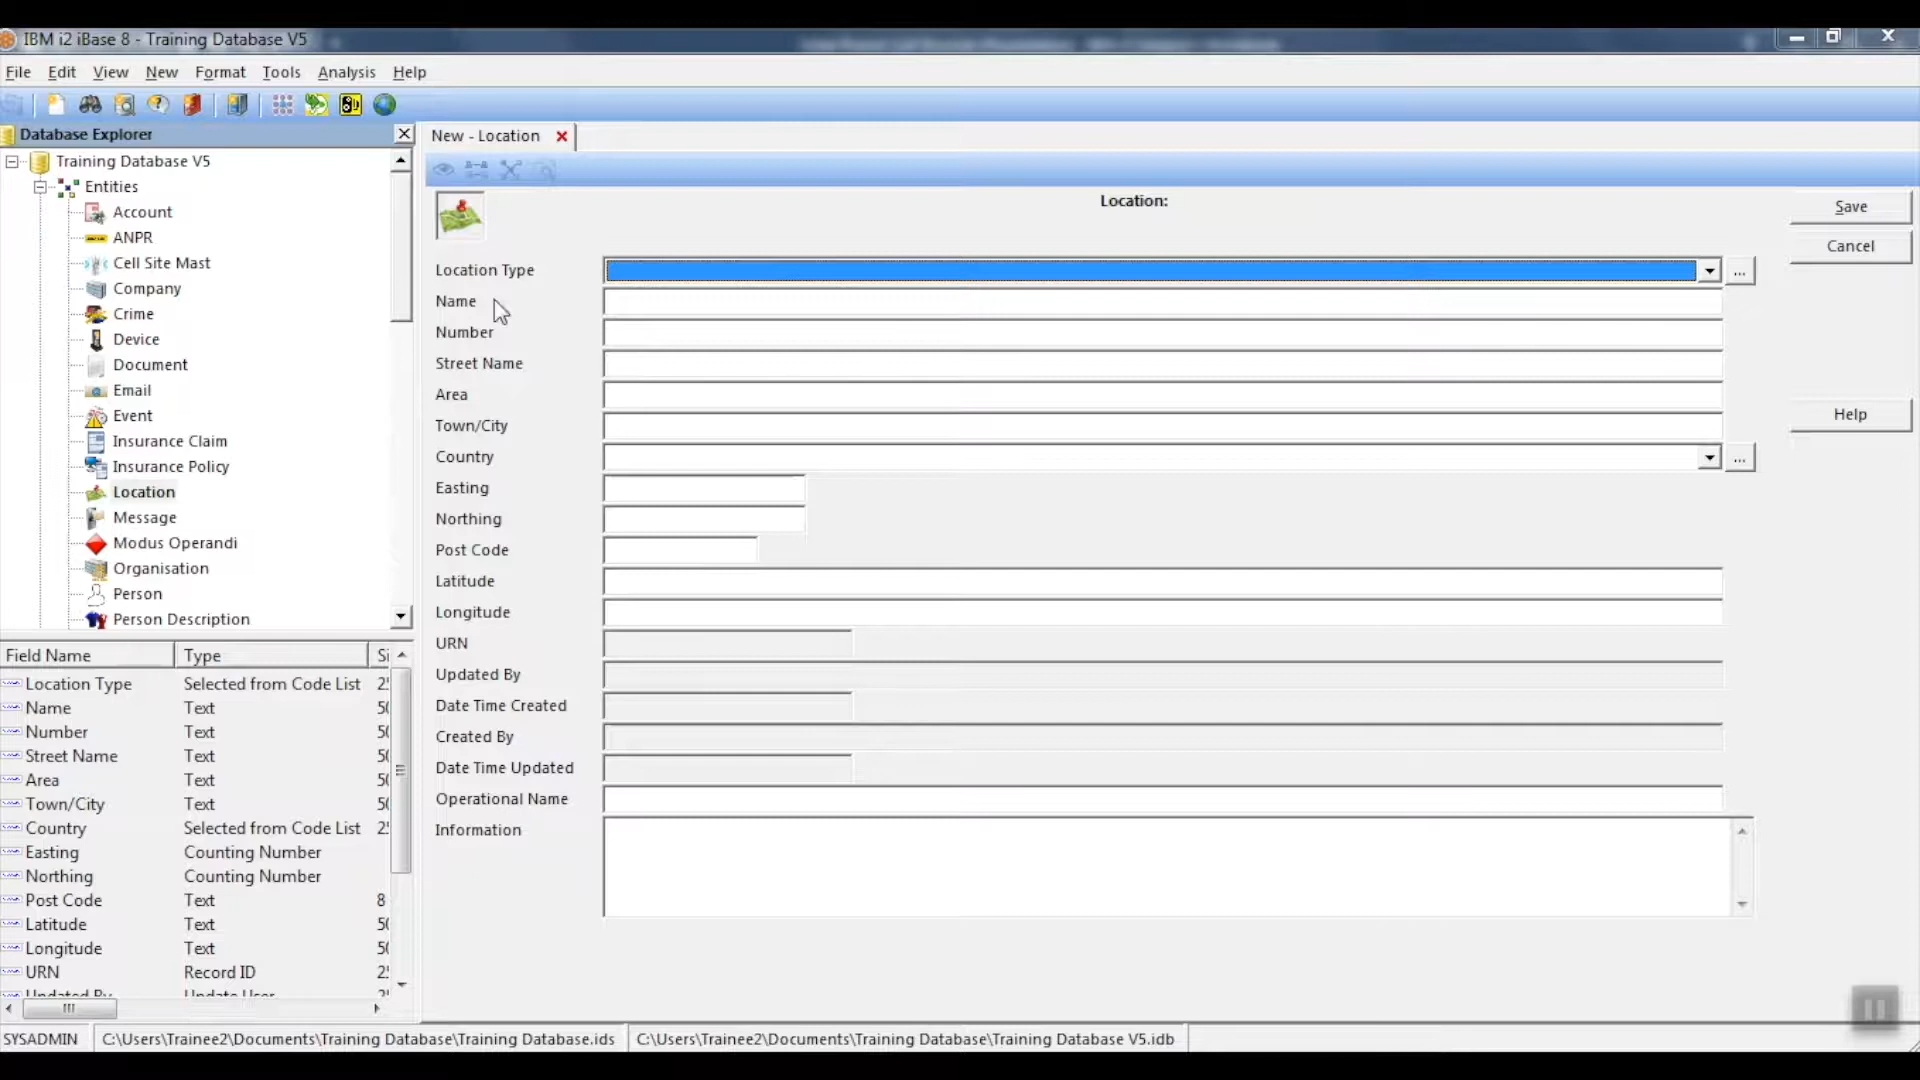 IBM i2 iBase 8 - Training Database V5
File Edit View New Format Tools Analysis Help
Database Explorer
New - Location
Training Database V5
Entities
Account
ANPR
Cell Site Mast
Company
Crime
Device
Document
Email
Event
Insurance Claim
Insurance Policy
Location
Message
Modus Operandi
Organisation
Person
Person Description
Field Name Type
Location Type Selected from Code List
Name Text
Number Text
Street Name Text
Area Text
Town/City Text
Country Selected from Code List
Easting Counting Number
Northing Counting Number
Post Code Text 8
Latitude Text
Longitude Text
URN Record ID
Updated By Update User
Location:
Save
Cancel
Help
Location Type
...
Name
Number
Street Name
Area
Town/City
Country
...
Easting
Northing
Post Code
Latitude
Longitude
URN
Updated By
Date Time Created
Created By
Date Time Updated
Operational Name
Information
SYSADMIN C:\Users\Trainee2\Documents\Training Database\Training Database.ids C:\Users\Trainee2\Documents\Training Database\Training Database V5.idb